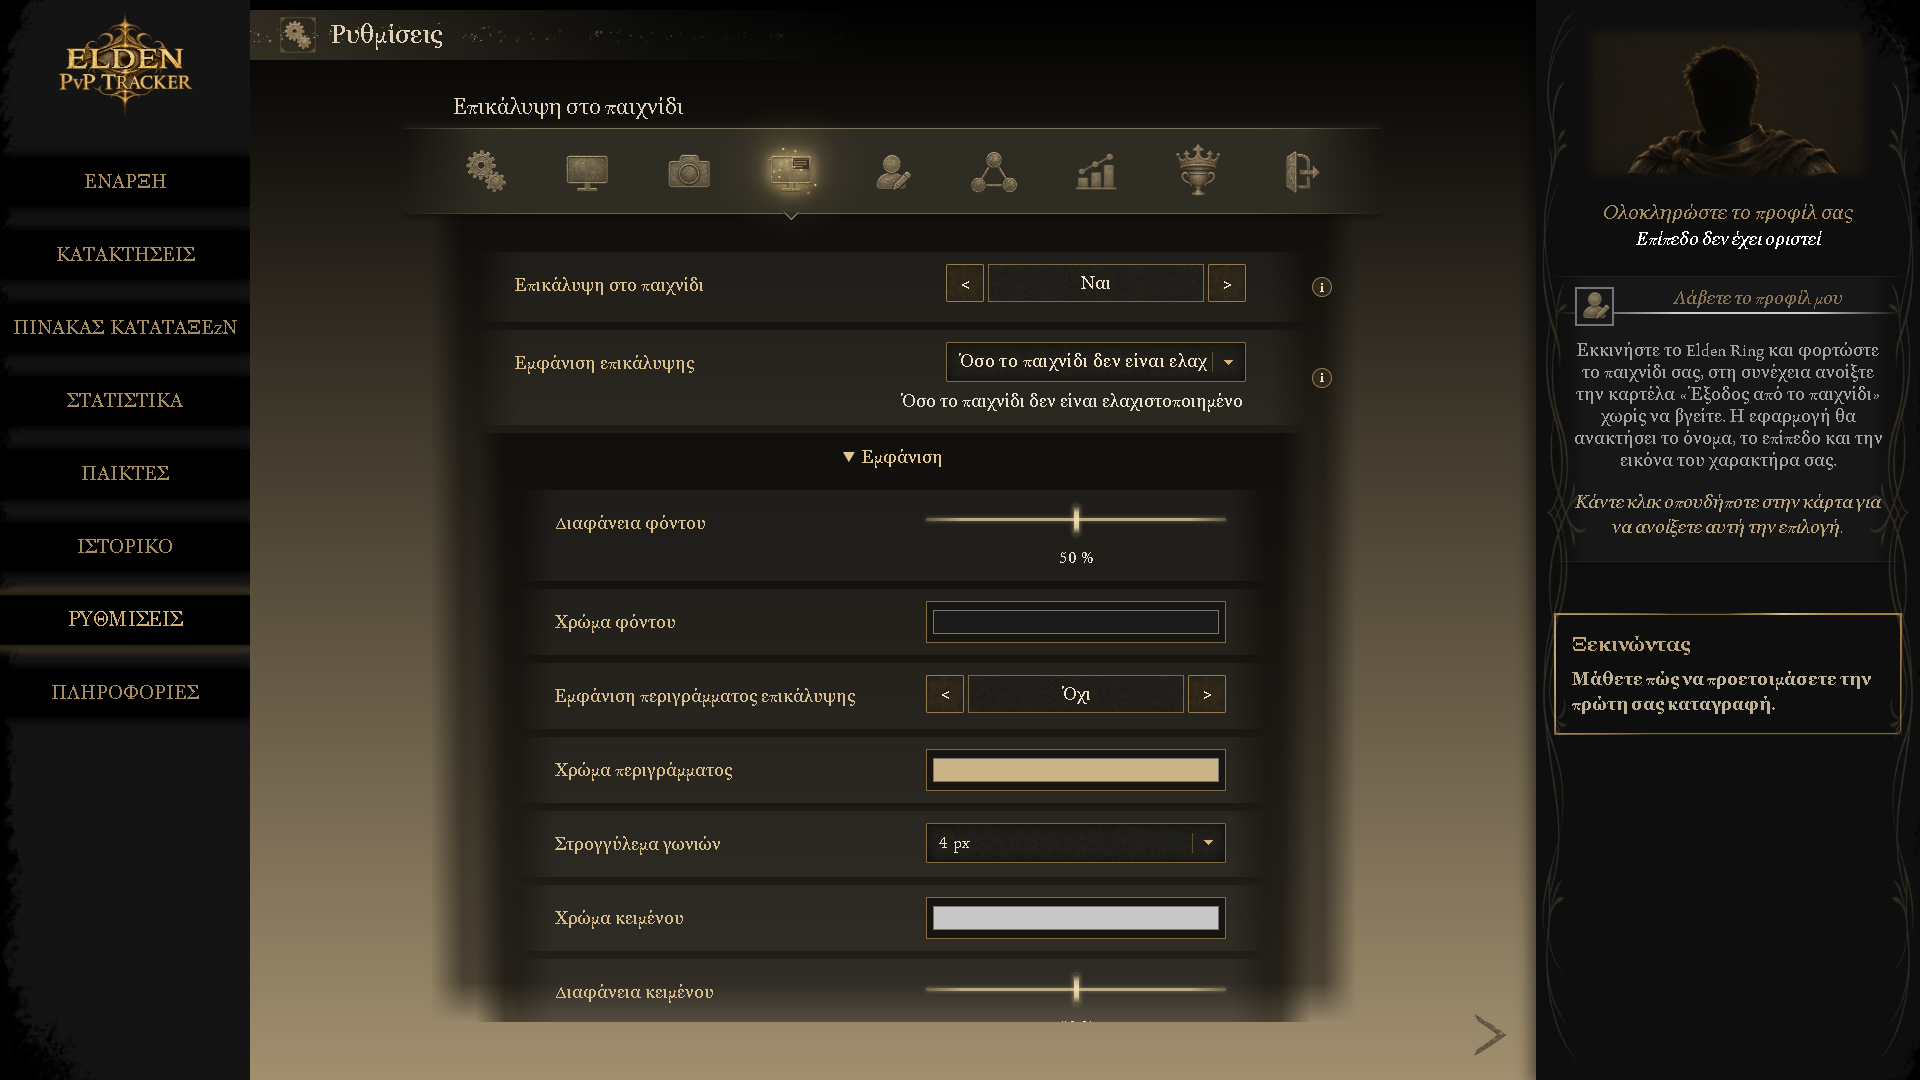 ELDEN
PvP TRACKER
ΕΝΑΡΞΗ
ΚΑΤΑΚΤΗΣΕΙΣ
ΠΙΝΑΚΑΣ ΚΑΤΑΤΑΞΕzΝ
ΣΤΑΤΙΣΤΙΚΑ
ΠΑΙΚΤΕΣ
ΙΣΤΟΡΙΚΟ
ΡΥΘΜΙΣΕΙΣ
ΠΛΗΡΟΦΟΡΙΕΣ
Ρυθμίσεις
Επικάλυψη στο παιχνίδι
Επικάλυψη στο παιχνίδι
< Ναι >
i
Εμφάνιση επικάλυψης
Όσο το παιχνίδι δεν είναι ελαχ
i
Όσο το παιχνίδι δεν είναι ελαχιστοποιημένο
▼ Εμφάνιση
Διαφάνεια φόντου
50 %
Χρώμα φόντου
Εμφάνιση περιγράμματος επικάλυψης
< Όχι >
Χρώμα περιγράμματος
Στρογγύλεμα γωνιών
4 px
Χρώμα κειμένου
Διαφάνεια κειμένου
Ολοκληρώστε το προφίλ σας
Επίπεδο δεν έχει οριστεί
Λάβετε το προφίλ μου
Εκκινήστε το Elden Ring και φορτώστε
το παιχνίδι σας, στη συνέχεια ανοίξτε
την καρτέλα «Έξοδος από το παιχνίδι»
χωρίς να βγείτε. Η εφαρμογή θα
ανακτήσει το όνομα, το επίπεδο και την
εικόνα του χαρακτήρα σας.
Κάντε κλικ οπουδήποτε στην κάρτα για
να ανοίξετε αυτή την επιλογή.
Ξεκινώντας
Μάθετε πώς να προετοιμάσετε την
πρώτη σας καταγραφή.